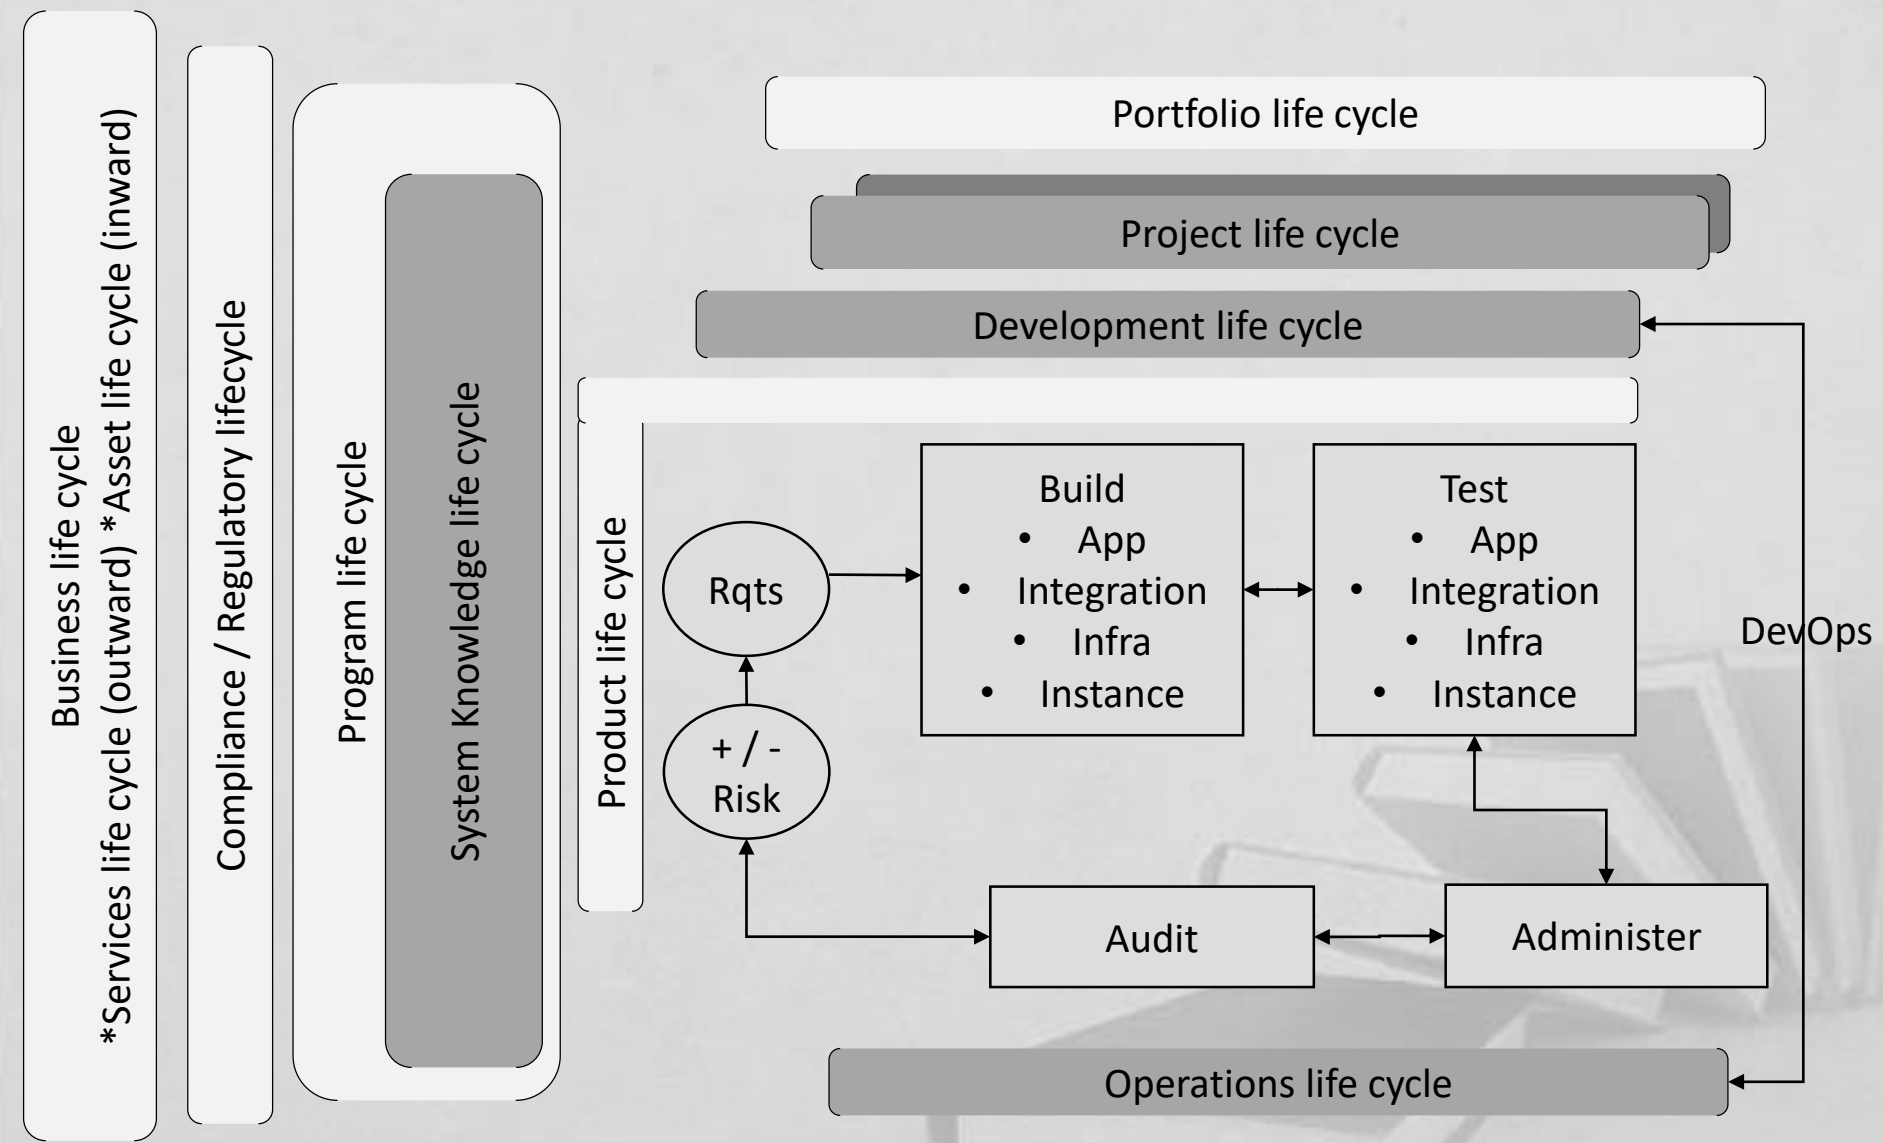 Business life cycle
*Services life cycle (outward) *Asset life cycle (inward)
Compliance / Regulatory lifecycle
Program life cycle
System Knowledge life cycle
Portfolio life cycle
Project life cycle
Development life cycle
Product life cycle
Rqts
+ / -
Risk
Build
• App
• Integration
• Infra
• Instance
Test
• App
• Integration
• Infra
• Instance
DevOps
Audit
Administer
Operations life cycle